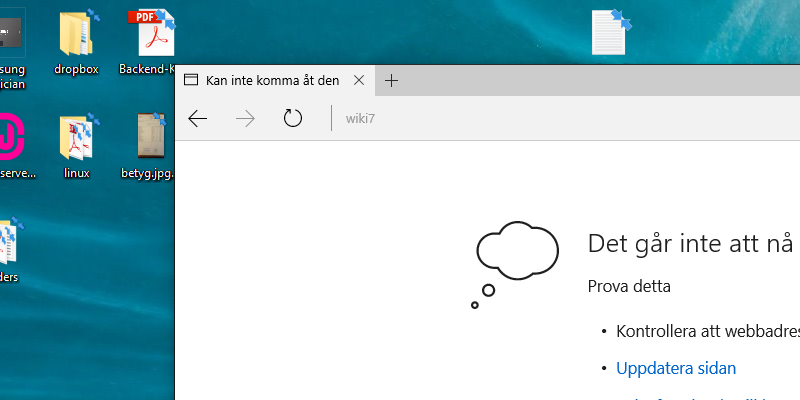 PDF
sung
ician
dropbox
Backend-K
Kan inte komma åt den
wiki7
serve...
linux
betyg.jpg.
Det går inte att nå
Prova detta
• Kontrollera att webbadres
ders
• Uppdatera sidan